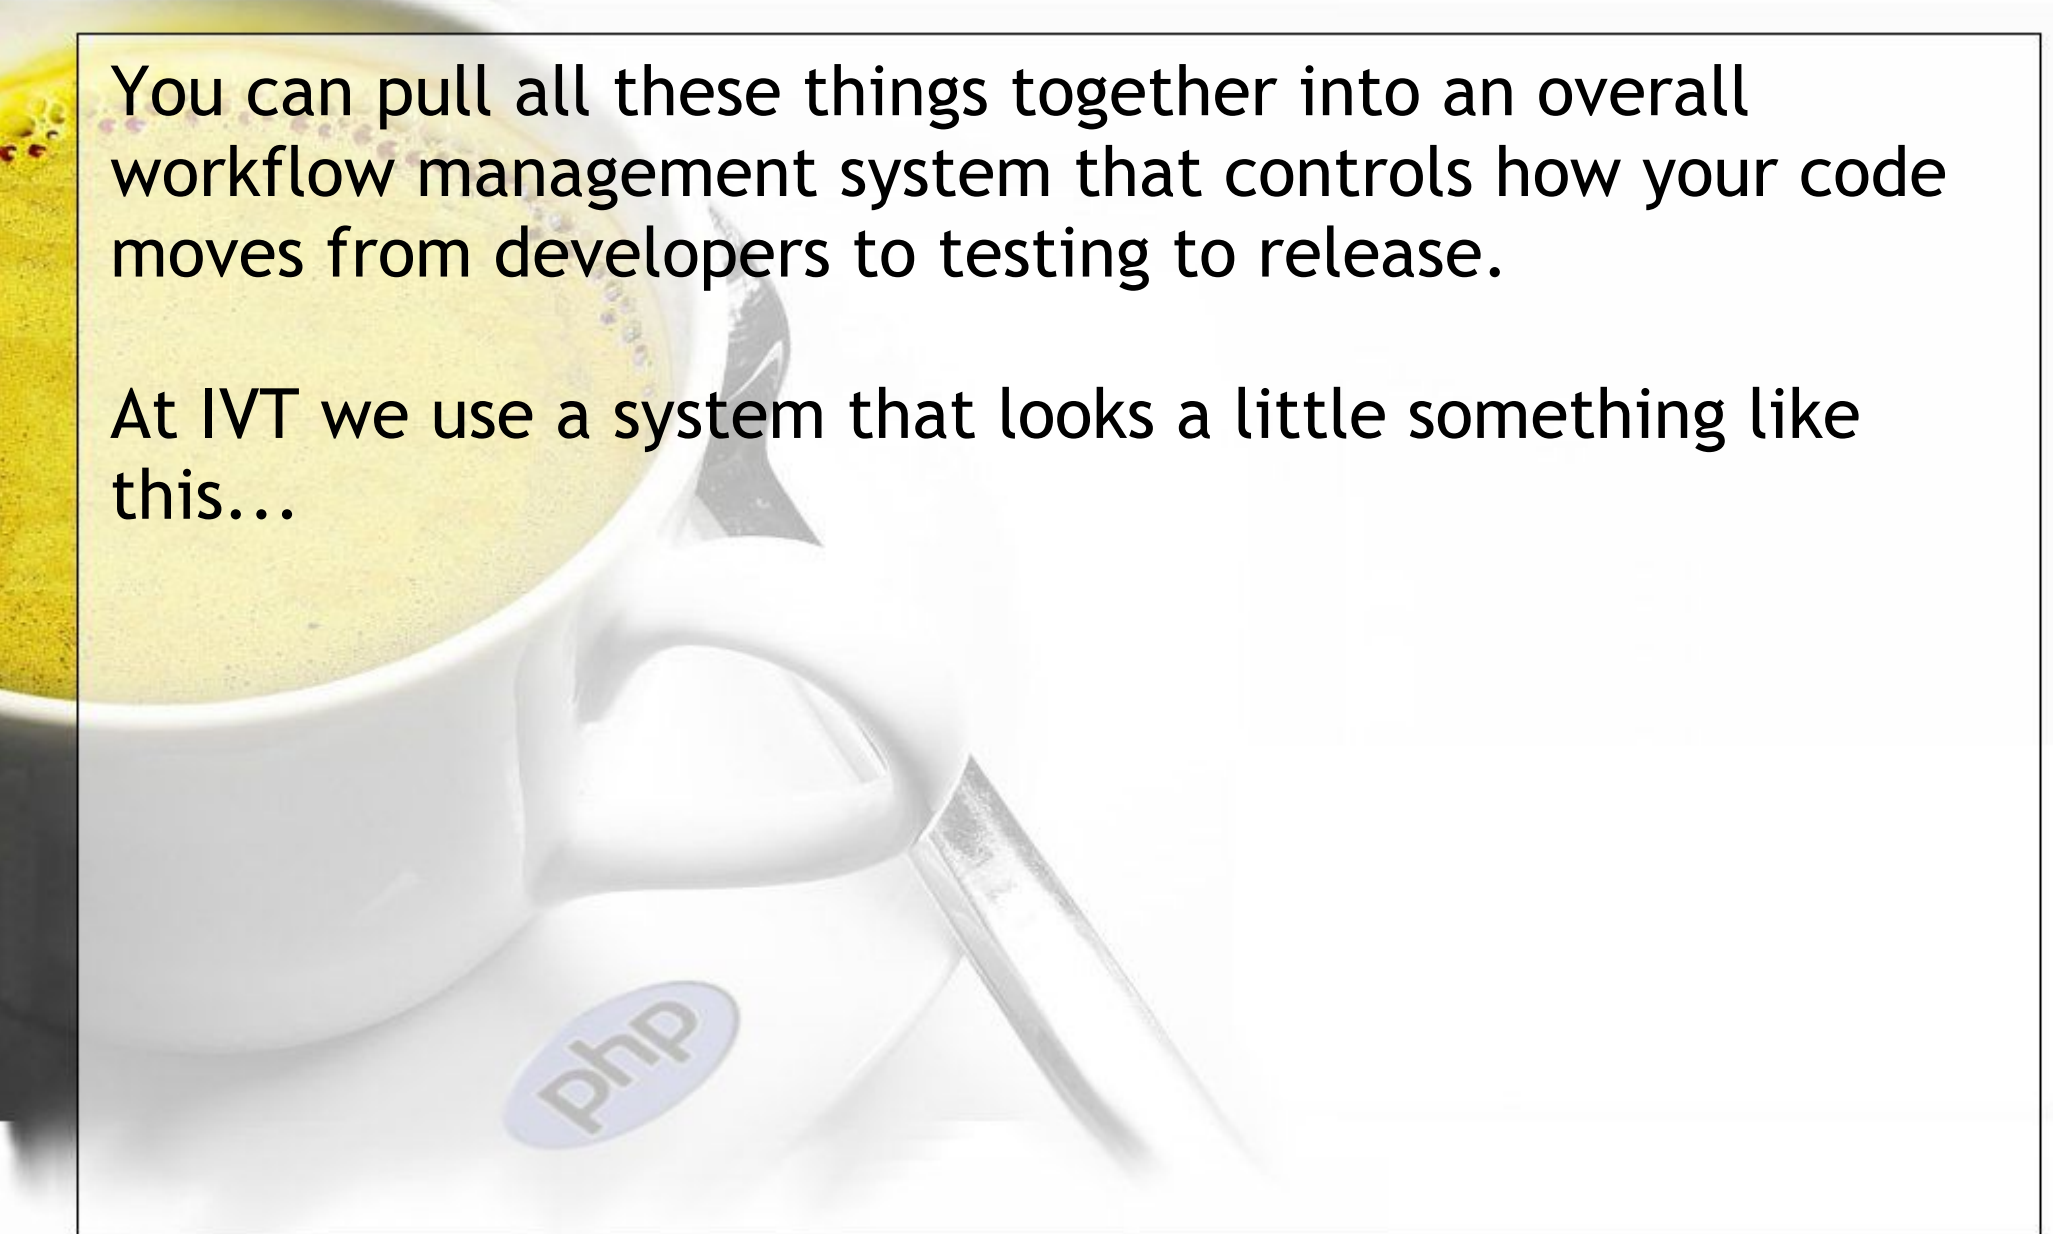 You can pull all these things together into an overall
workflow management system that controls how your code
moves from developers to testing to release.
At IVT we use a system that looks a little something like
this...
php